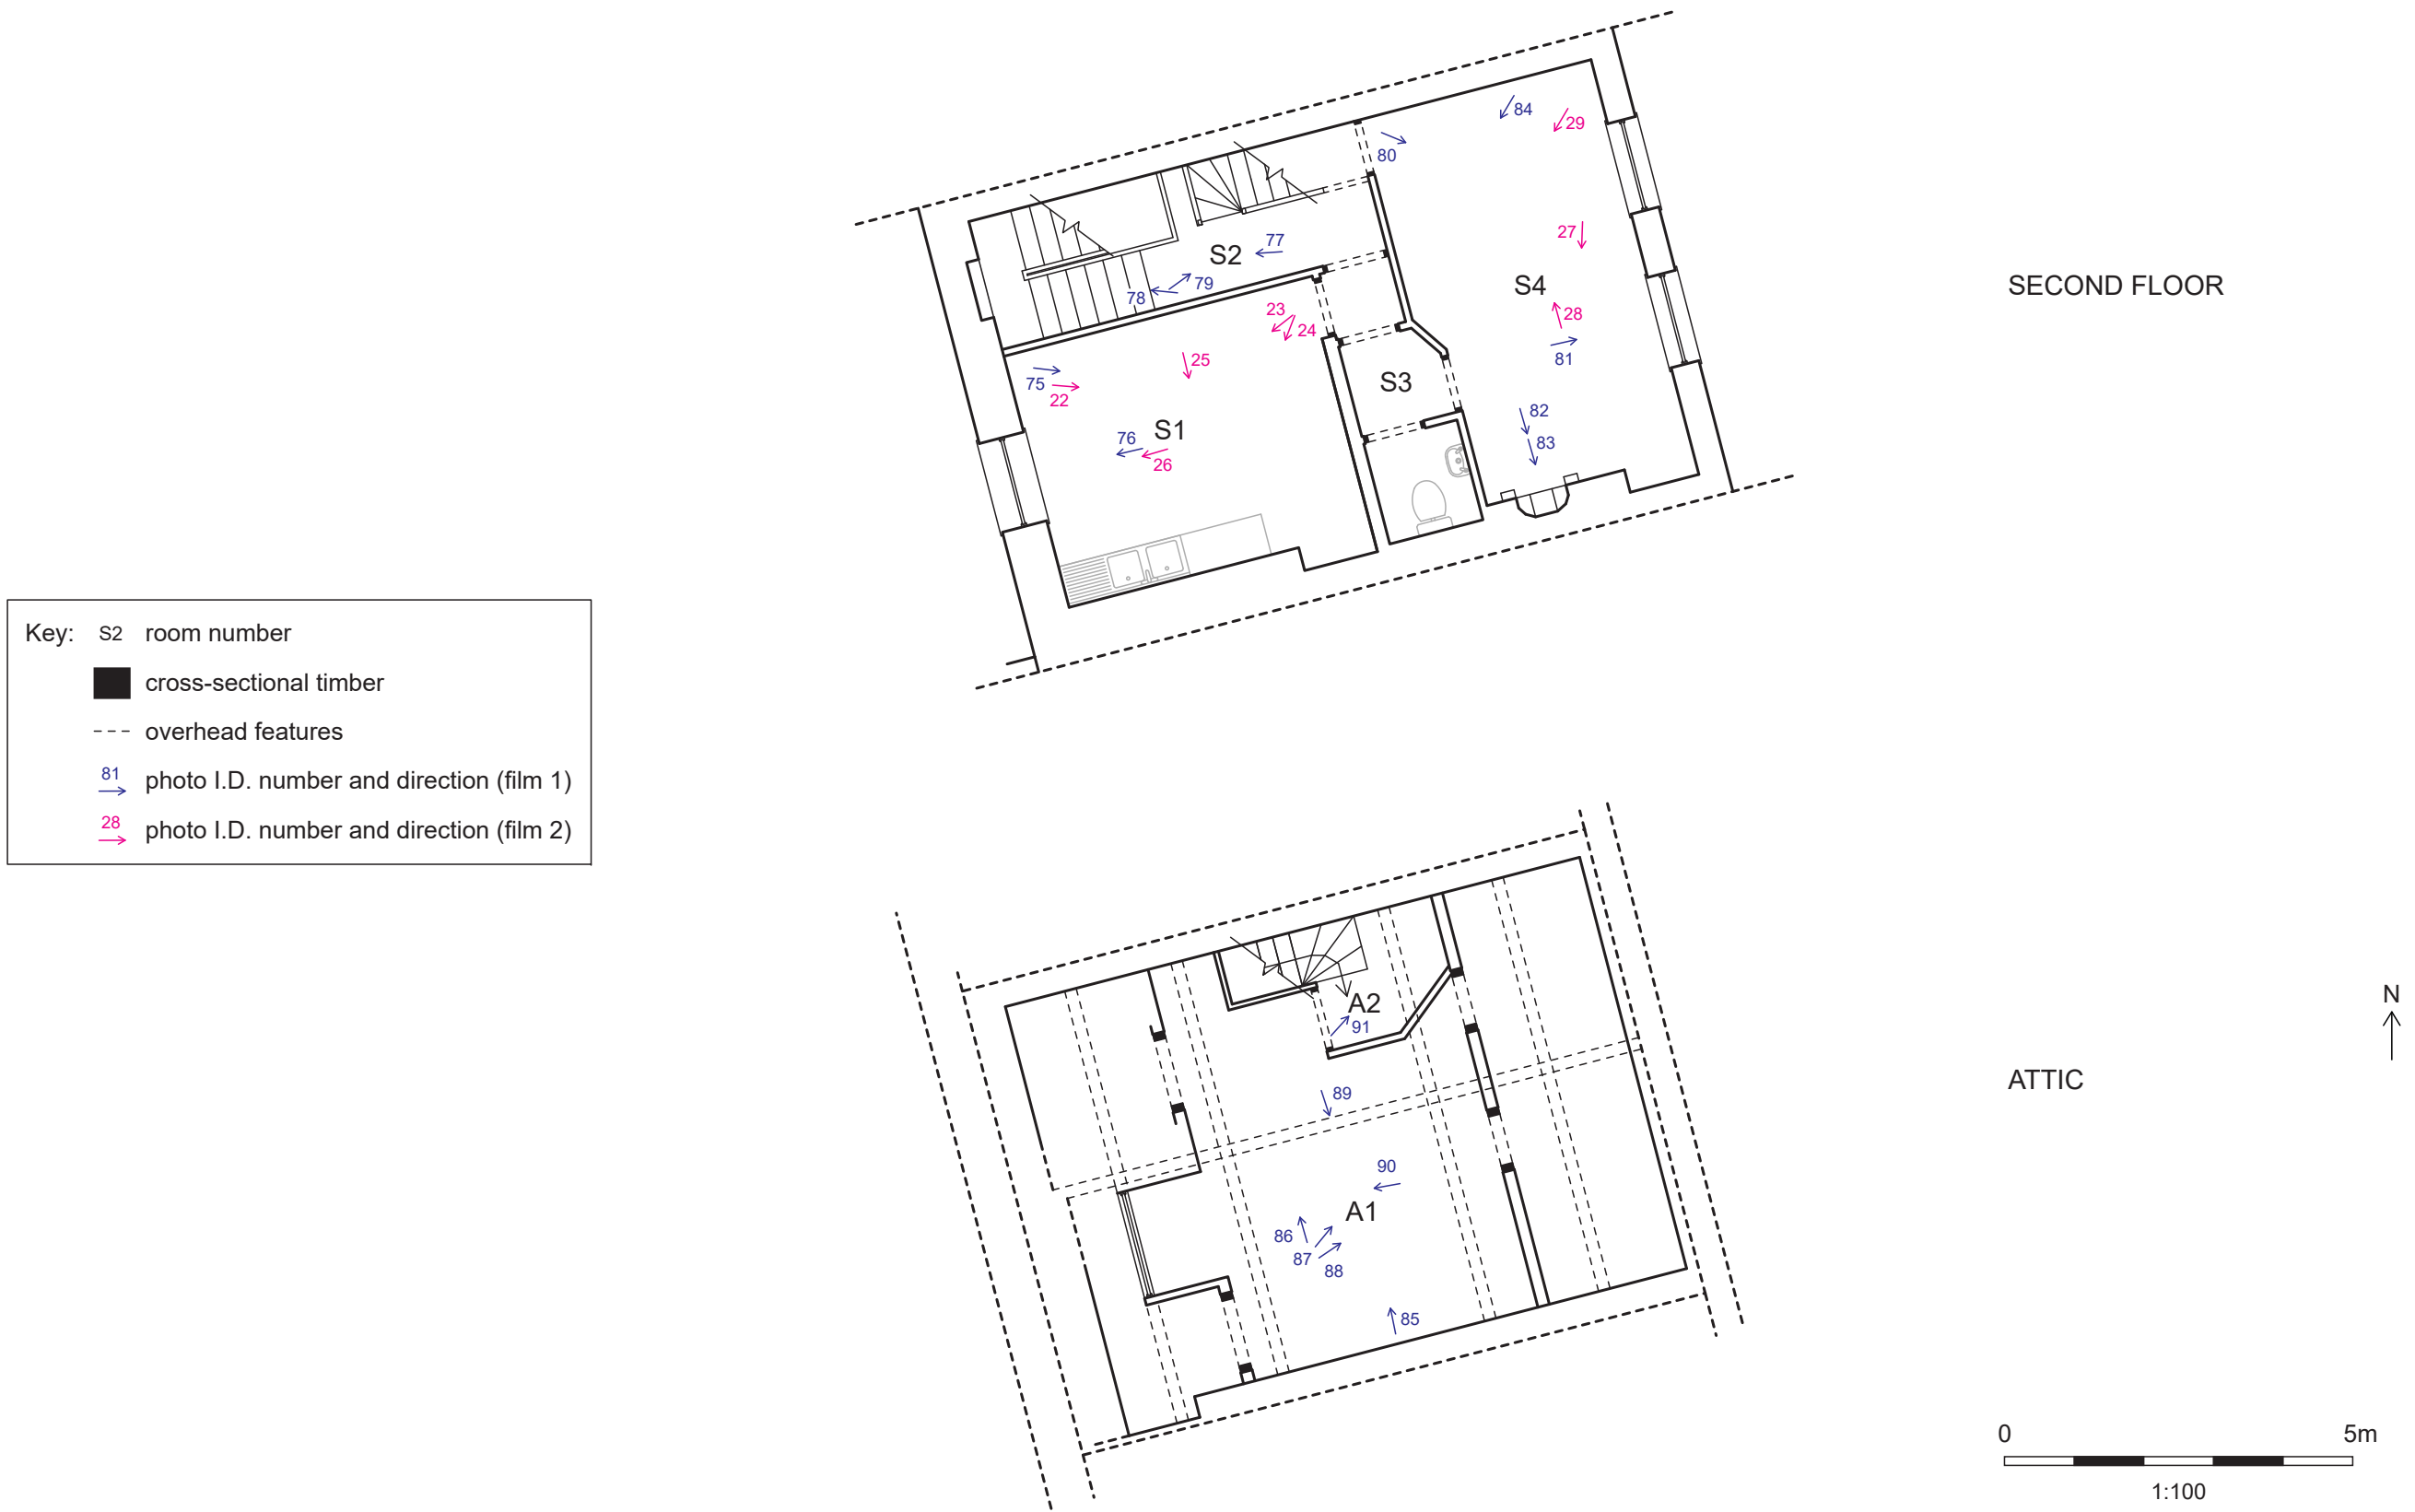 84
29
80
77
S2
27
SECOND FLOOR
S4
79
78
23
28
24
25
81
75
S3
22
82
S1
76
83
26
Key: S2 room number
cross-sectional timber
overhead features
81 photo I.D. number and direction (film 1)
28 photo I.D. number and direction (film 2)
N
A2
91
ATTIC
89
90
A1
86
87
88
85
0 5m
1:100